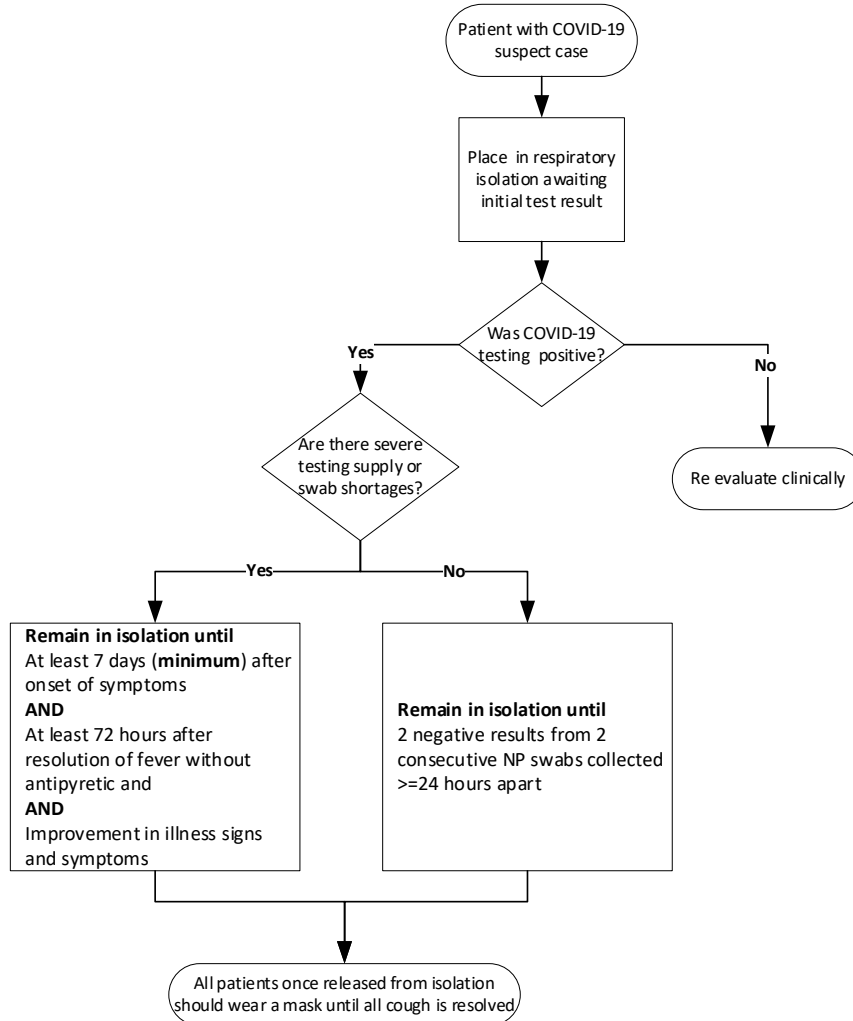 Patient with COVID-19
suspect case
Place in respiratory
isolation awaiting
initial test result
Was COVID-19
testing positive?
Yes
No
Are there severe
testing supply or
swab shortages?
Re evaluate clinically
Yes
No
Remain in isolation until
At least 7 days (minimum) after
onset of symptoms
AND
At least 72 hours after
resolution of fever without
antipyretic and
AND
Improvement in illness signs
and symptoms
Remain in isolation until
2 negative results from 2
consecutive NP swabs collected
>=24 hours apart
All patients once released from isolation
should wear a mask until all cough is resolved